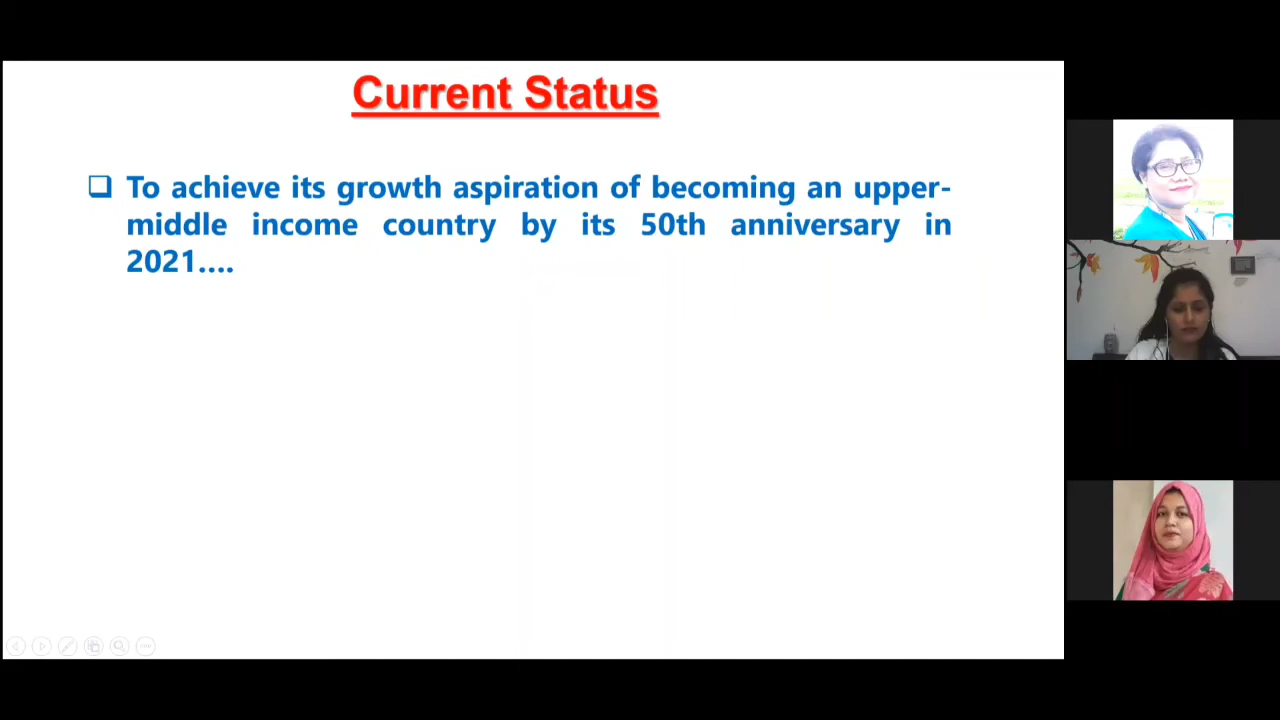 Current Status
❑ To achieve its growth aspiration of becoming an upper-
middle income country by its 50th anniversary in
2021....